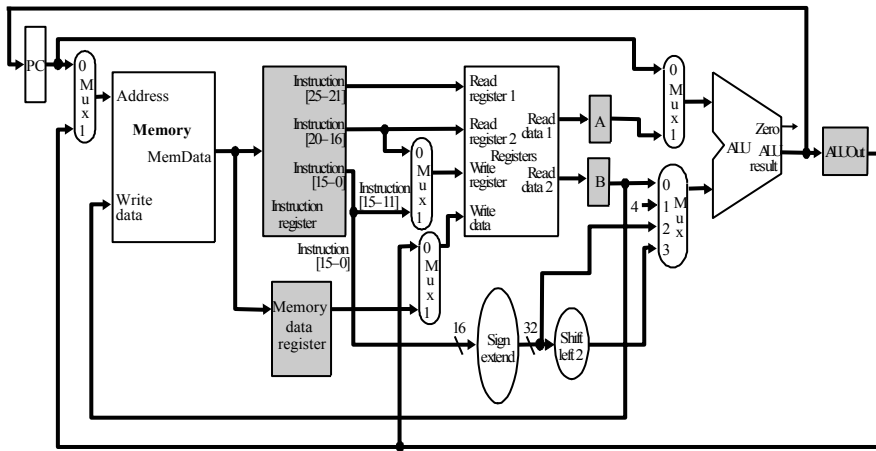 PC
0
M
u
x
1
Address
Memory
MemData
Write
data
Instruction
[25–21]
Instruction
[20–16]
Instruction
[15–0]
Instruction
register
Instruction
[15–11]
Instruction
[15–0]
0
M
u
x
1
0
M
u
x
1
Memory
data
register
Read
register 1
Read
register 2
Registers
Write
register
Write
data
Read
data 1
Read
data 2
16
Sign
extend
32
Shift
left 2
A
B
4
0
M
u
x
1
0
1
2
3
M
u
x
Zero
ALU
ALU
result
ALUOut